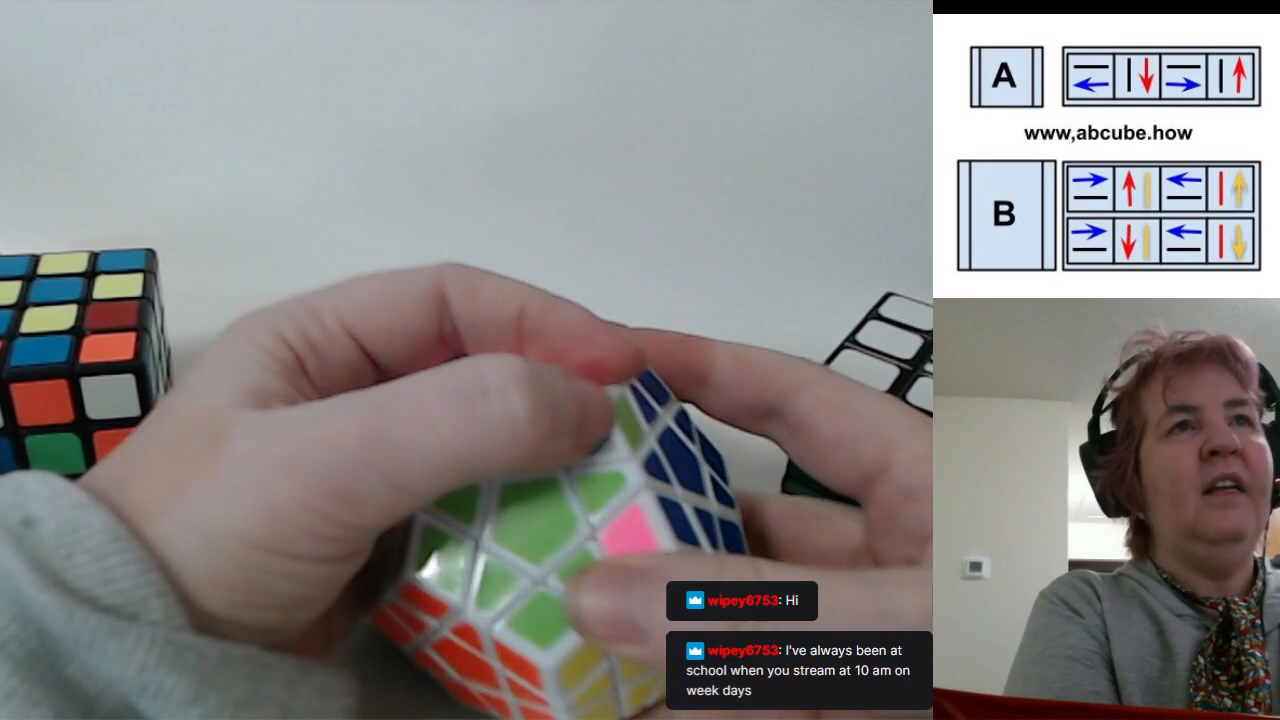 A
www,abcube.how
B
wipey6753: Hi
wipey6753: I've always been at
school when you stream at 10 am on
week days